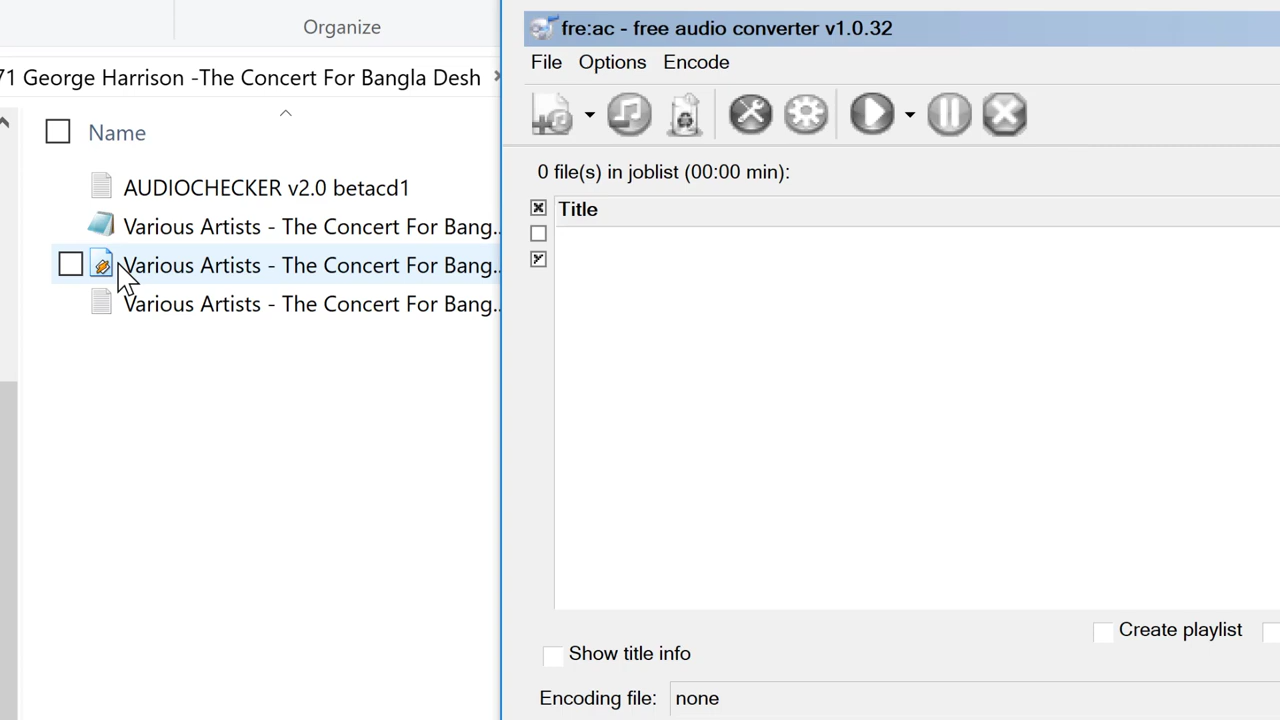 Organize
71 George Harrison -The Concert For Bangla Desh
Name
AUDIOCHECKER v2.0 betacd1
Various Artists - The Concert For Bang...
Various Artists - The Concert For Bang...
Various Artists - The Concert For Bang...
fre:ac - free audio converter v1.0.32
File Options Encode
0 file(s) in joblist (00:00 min):
Title
Create playlist
Show title info
Encoding file: none